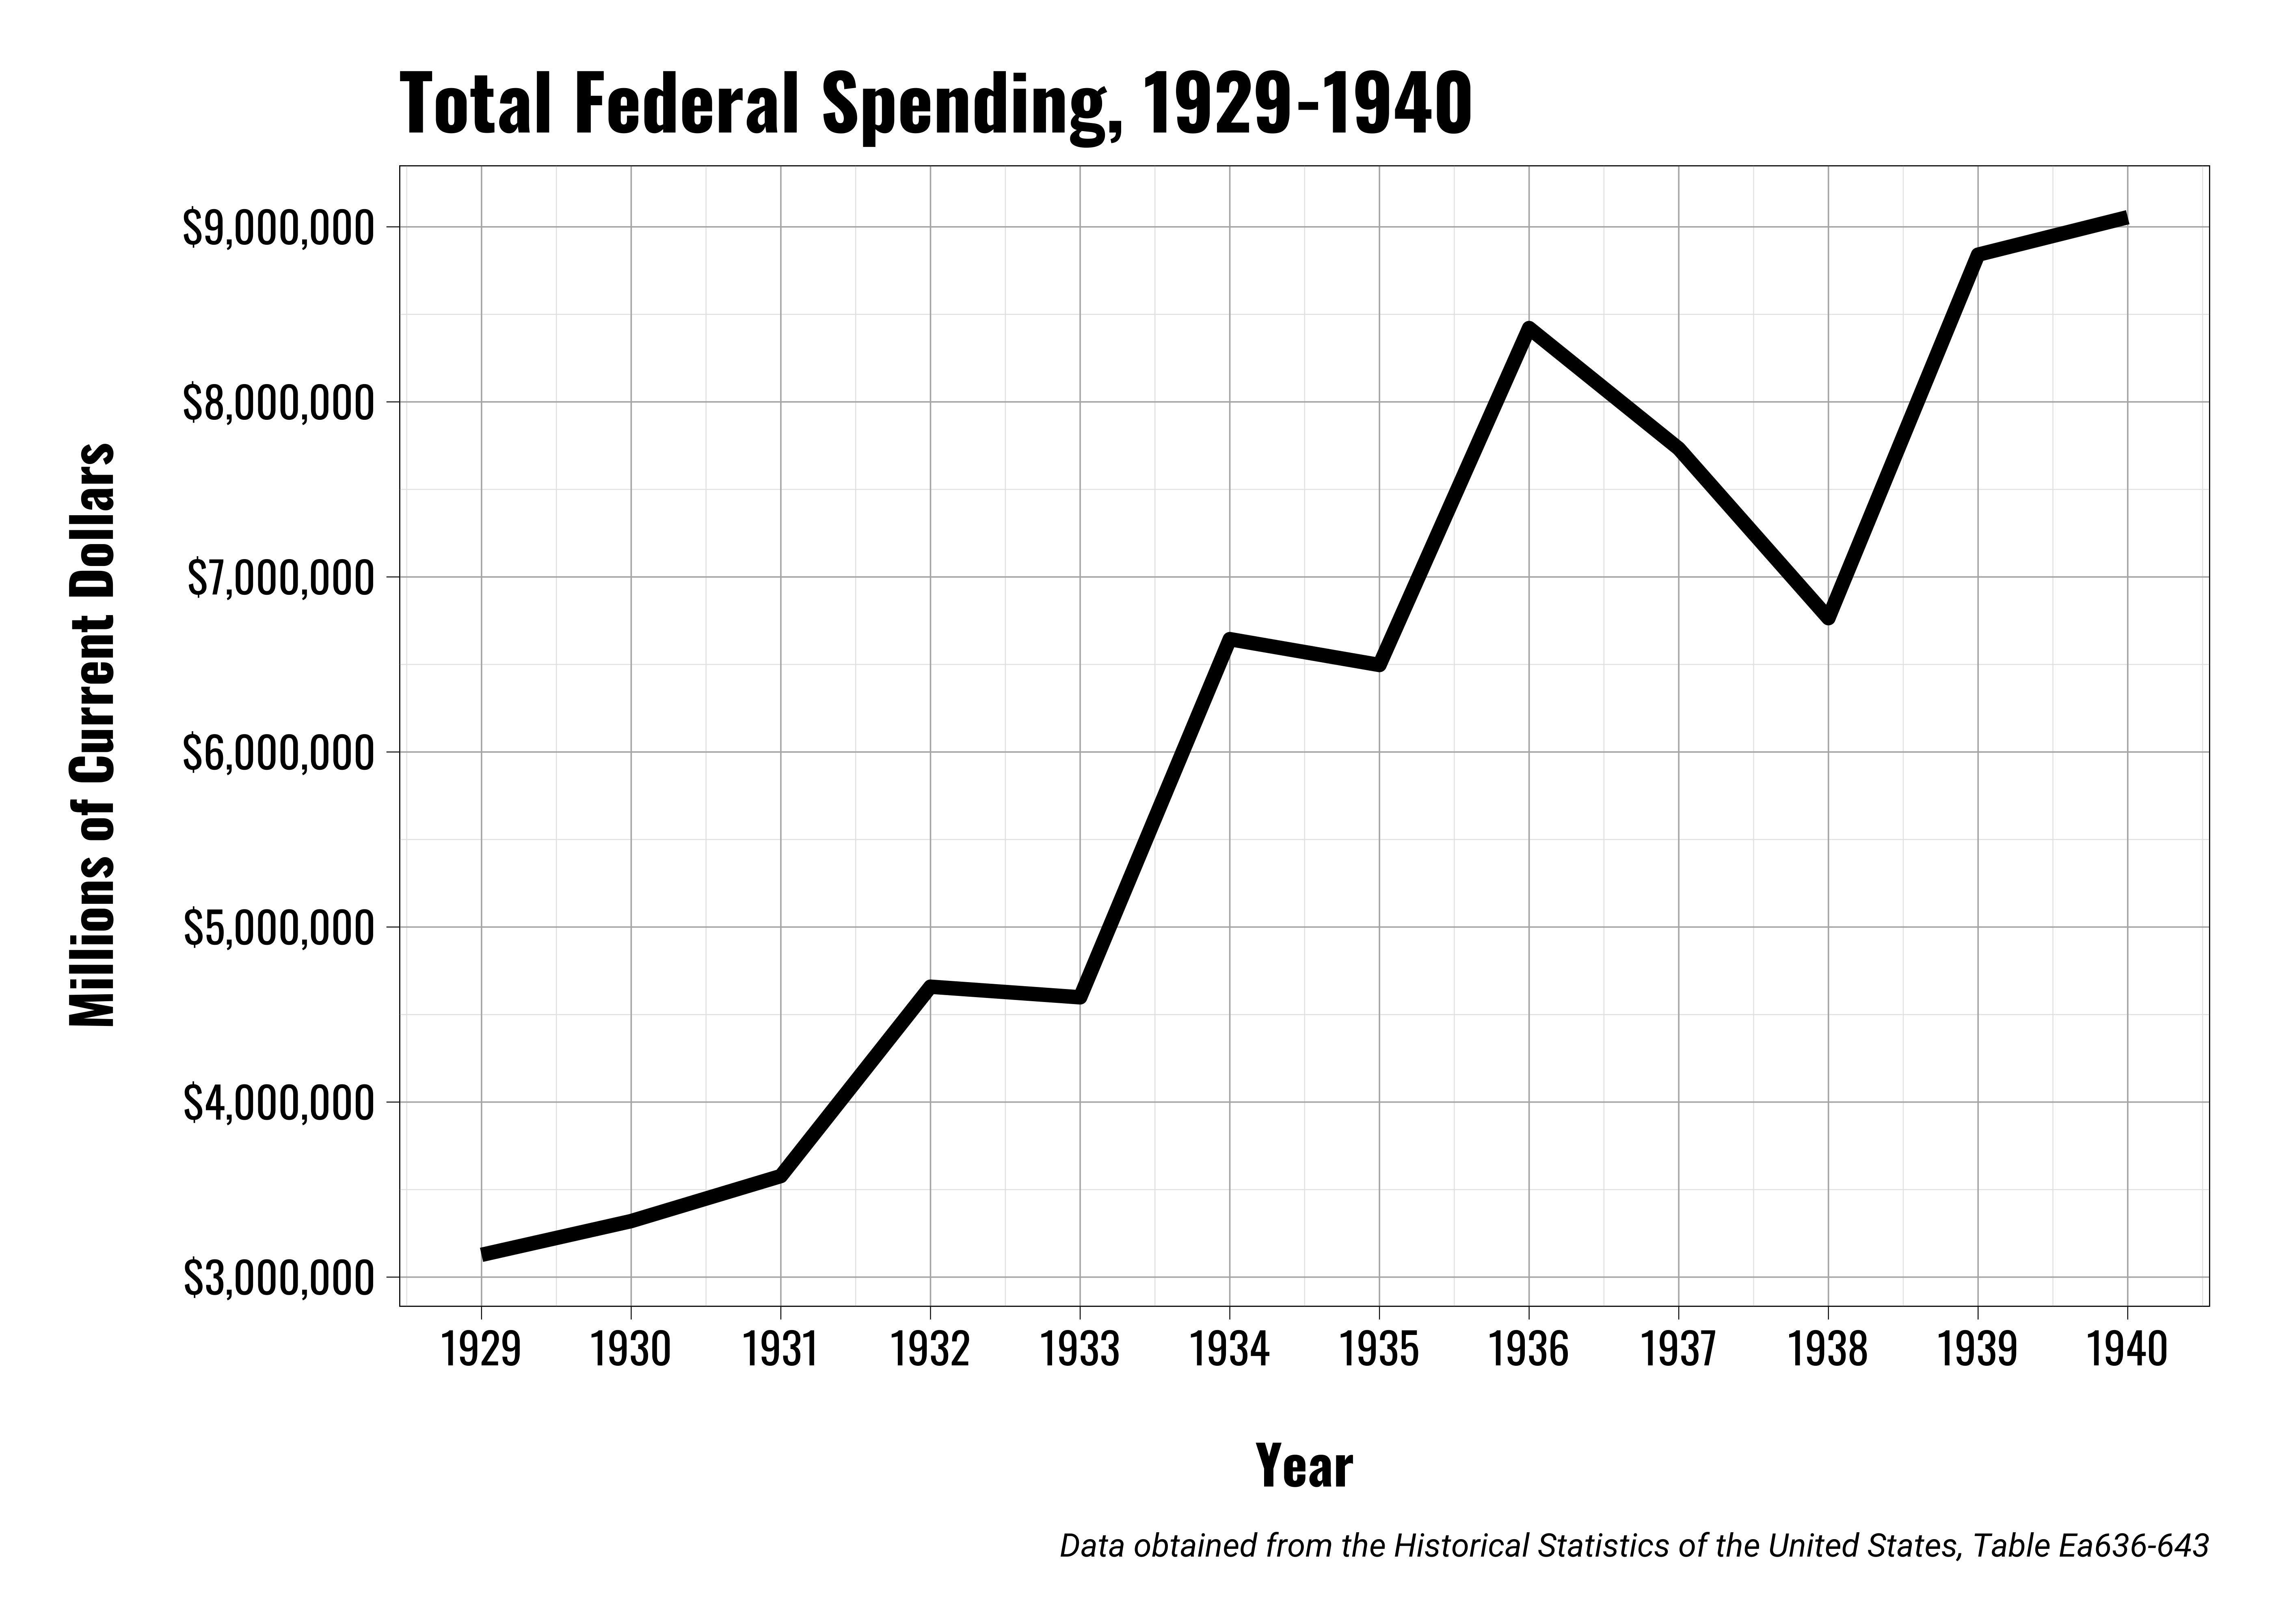 Total Federal Spending, 1929-1940
Millions of Current Dollars
$9,000,000
$8,000,000
$7,000,000
$6,000,000
$5,000,000
$4,000,000
$3,000,000
1929 1930 1931 1932 1933 1934 1935 1936 1937 1938 1939 1940
Year
Data obtained from the Historical Statistics of the United States, Table Ea636-643